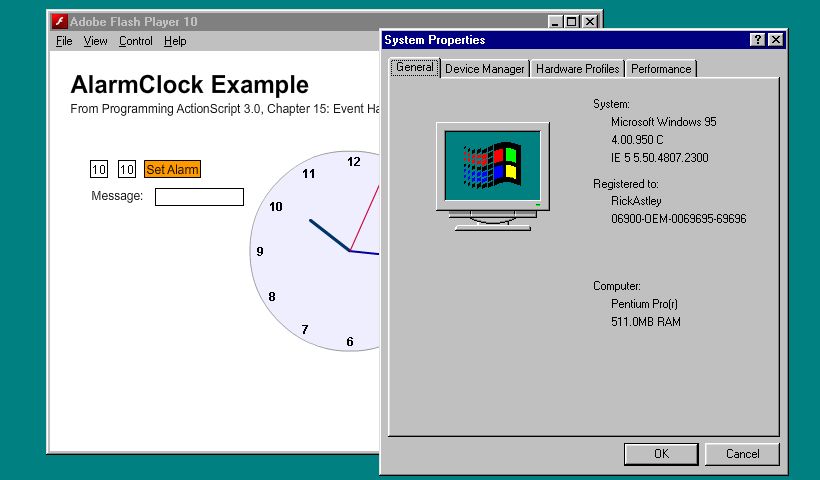 Adobe Flash Player 10
File View Control Help
AlarmClock Example
From Programming ActionScript 3.0, Chapter 15: Event Ha
10 10 Set Alarm
Message:
12
11
10
9
8
7
6
System Properties
General Device Manager Hardware Profiles Performance
System:
Microsoft Windows 95
4.00.950 C
IE 5 5.50.4807.2300
Registered to:
RickAstley
06900-OEM-0069695-69696
Computer:
Pentium Pro(r)
511.0MB RAM
OK Cancel